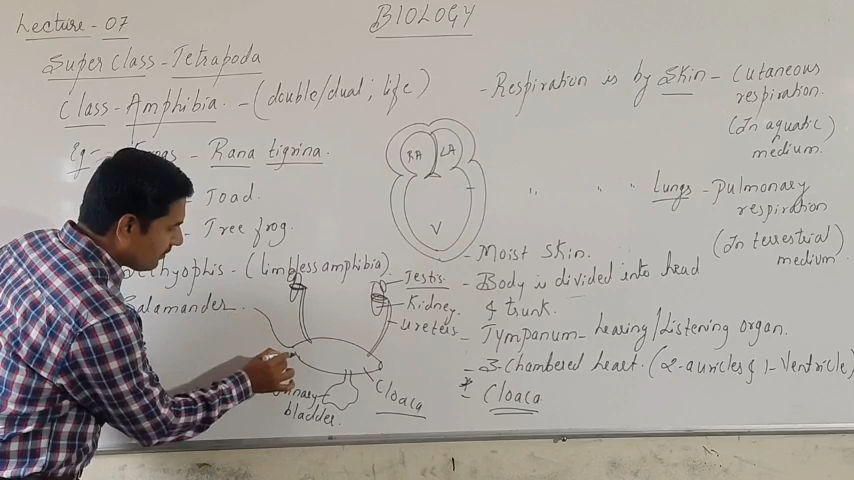 Lecture - 07
BIOLOGY
Super Class - Tetrapoda
Class - Amphibia. - (double/dual; life)
Eg - Frogs - Rana tigrina.
Toad.
Tree frog.
- (limbless amphibia)
Salamander.
RA LA
V
Testis.
Kidney.
Ureters
Cloaca
bladder.
- Respiration is by Skin - Cutaneous
respiration.
(In aquatic)
medium.
" " " Lungs - Pulmonary
respiration
(In terrestrial)
medium.
- Moist Skin.
- Body is divided into head
& trunk.
- Tympanum - hearing/listening organ.
- 3-Chambered heart. (2-auricles & 1-Ventricle)
* - Cloaca